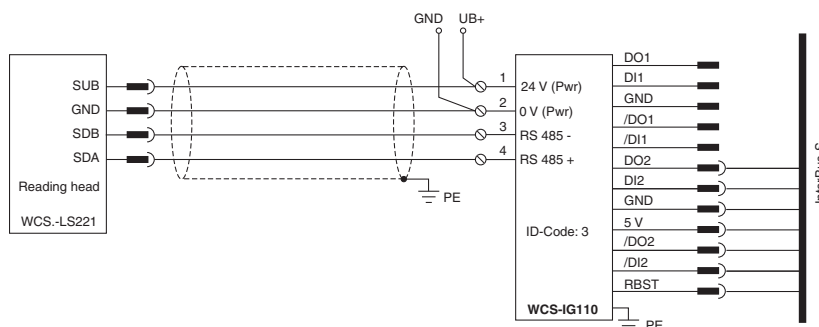 GND UB+
SUB
GND
SDB
SDA
Reading head
WCS.-LS221
PE
1
2
3
4
24 V (Pwr)
0 V (Pwr)
RS 485 -
RS 485 +
ID-Code: 3
WCS-IG110
PE
DO1
DI1
GND
/DO1
/DI1
DO2
DI2
GND
5 V
/DO2
/DI2
RBST
InterBus S